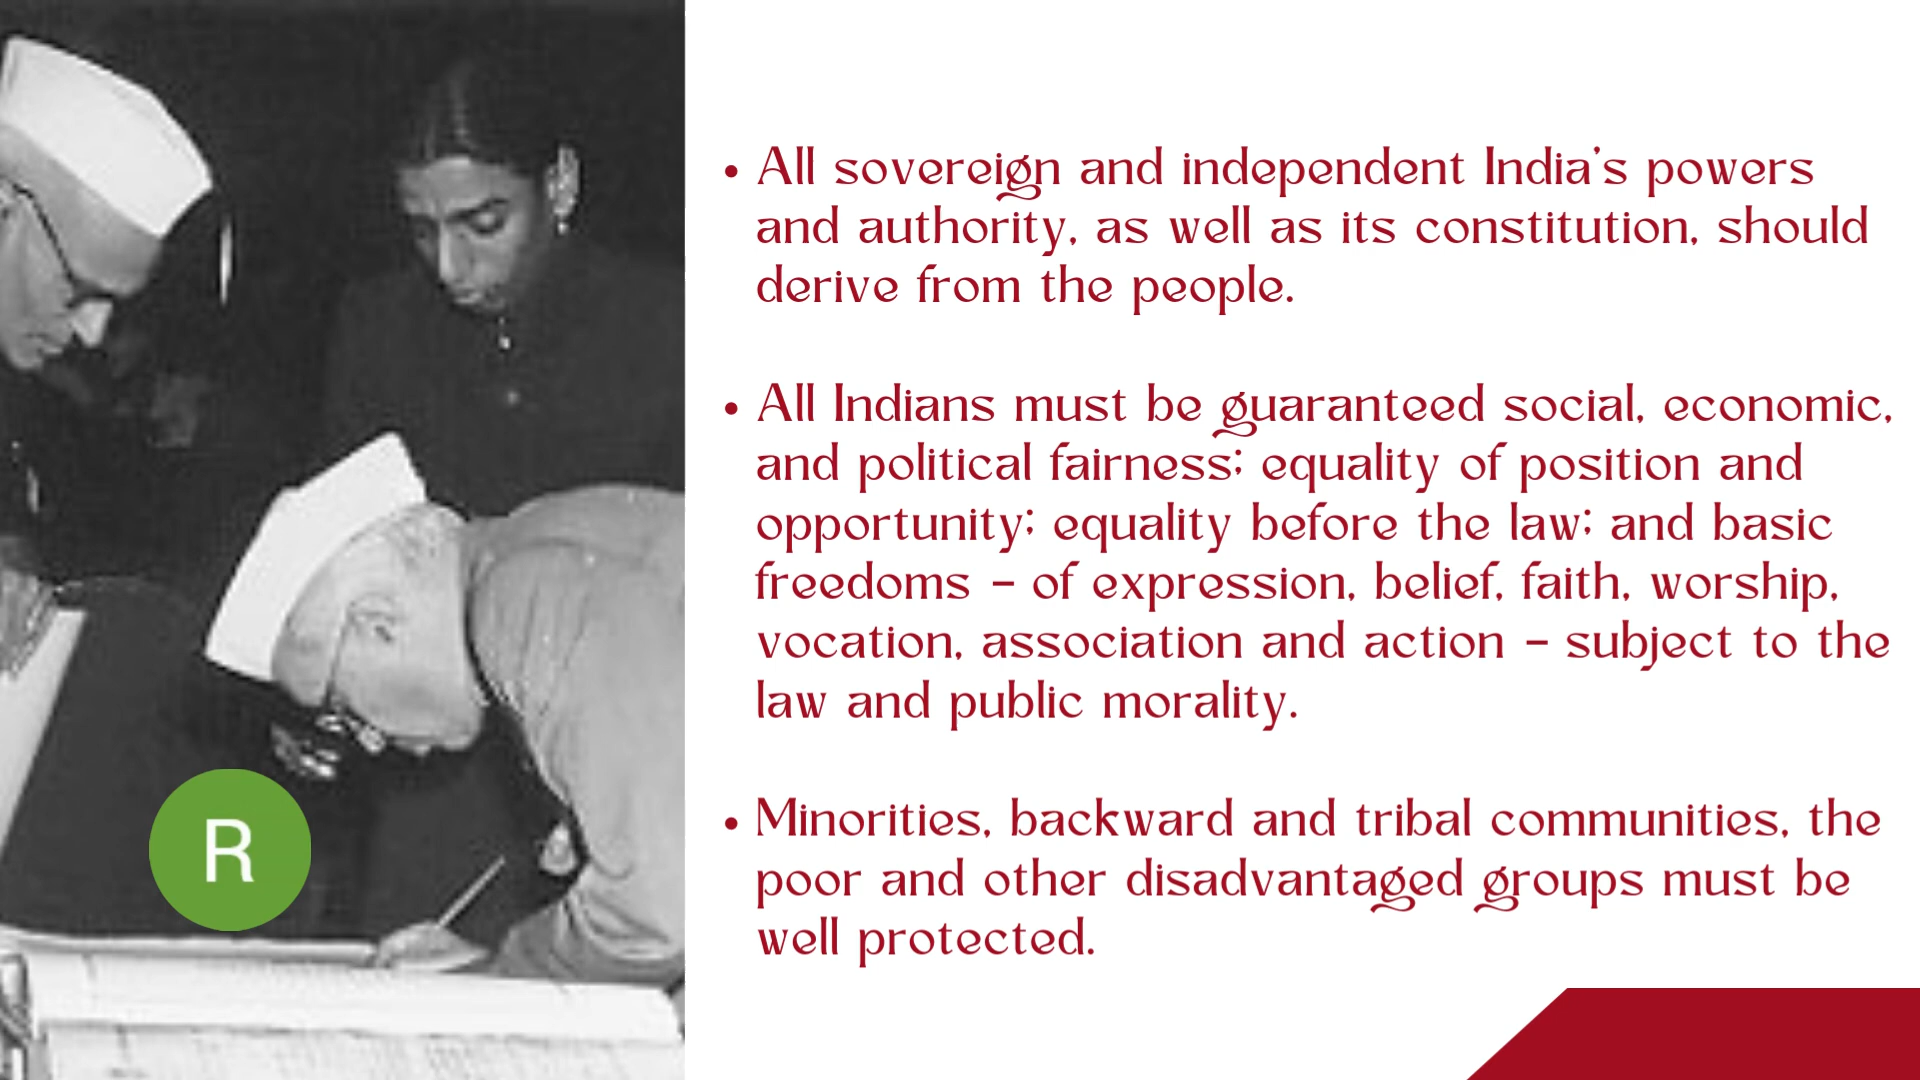 • All sovereign and independent India's powers
and authority, as well as its constitution, should
derive from the people.
• All Indians must be guaranteed social, economic,
and political fairness; equality of position and
opportunity; equality before the law; and basic
freedoms – of expression, belief, faith, worship,
vocation, association and action – subject to the
law and public morality.
• Minorities, backward and tribal communities, the
poor and other disadvantaged groups must be
well protected.
R